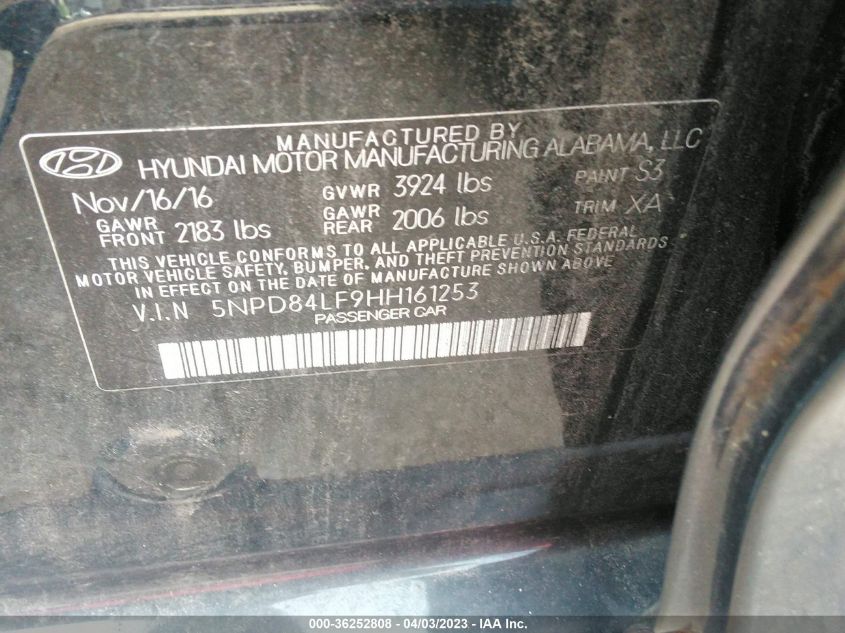 MANUFACTURED BY
HYUNDAI MOTOR MANUFACTURING ALABAMA, LLC
Nov/16/16 GVWR 3924 lbs PAINT S3
GAWR FRONT 2183 lbs GAWR REAR 2006 lbs TRIM XA
THIS VEHICLE CONFORMS TO ALL APPLICABLE U.S.A. FEDERAL
MOTOR VEHICLE SAFETY, BUMPER, AND THEFT PREVENTION STANDARDS
IN EFFECT ON THE DATE OF MANUFACTURE SHOWN ABOVE
V.I.N 5NPD84LF9HH161253
PASSENGER CAR
000-36252808 - 04/03/2023 - IAA Inc.